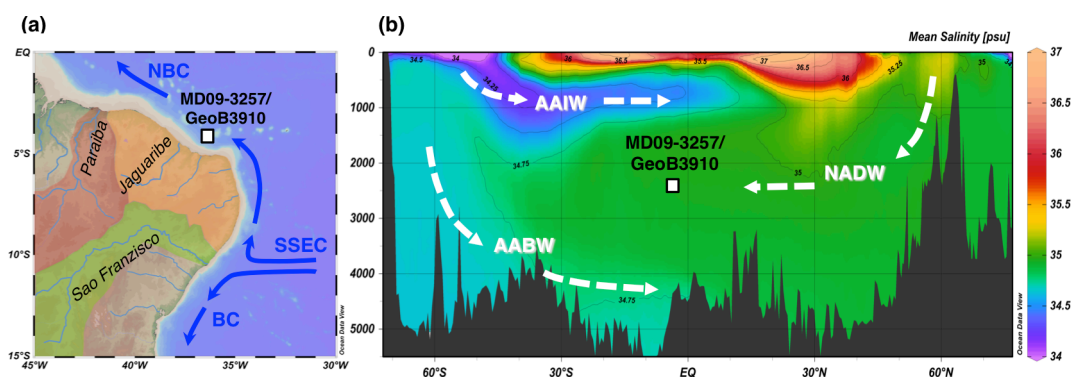 (a)
EQ
5°S
10°S
15°S
45°W
40°W
35°W
30°W
NBC
MD09-3257/
GeoB3910
Paraiba
Jaguaribe
Sao Franzisco
SSEC
BC
Ocean Data View
(b)
Mean Salinity [psu]
0
1000
2000
3000
4000
5000
60°S
30°S
EQ
30°N
60°N
34.5
34
34.25
36
36.5
36.5
37
36.5
36
35.25
35
34.75
35
34.75
AAIW
MD09-3257/
GeoB3910
NADW
AABW
Ocean Data View
37
36.5
36
35.5
35
34.5
34